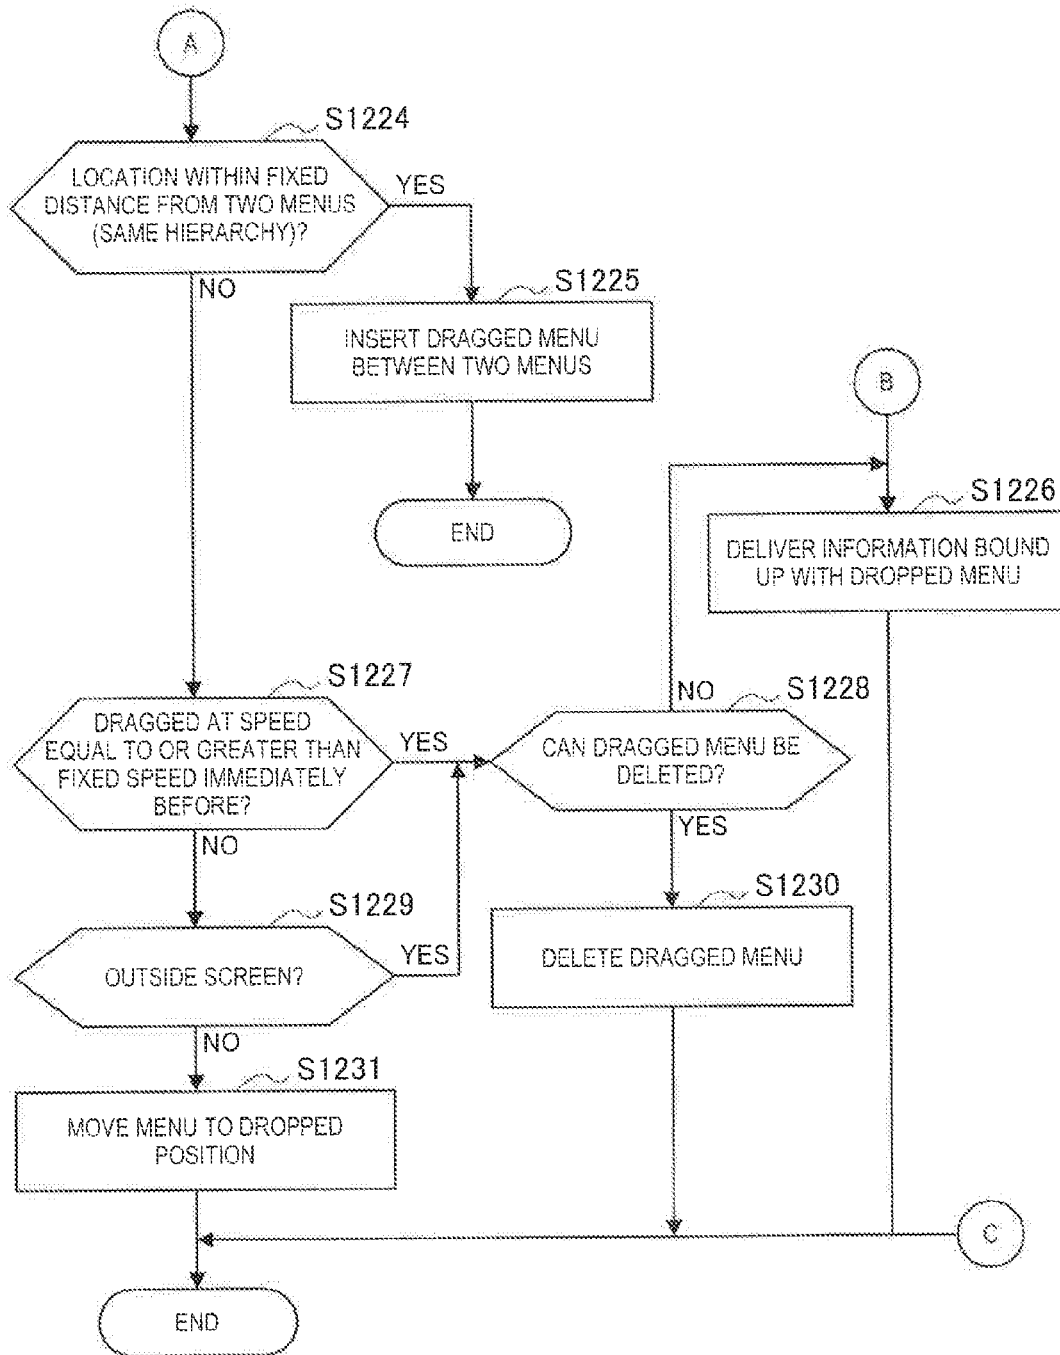 A
S1224
LOCATION WITHIN FIXED
DISTANCE FROM TWO MENUS
(SAME HIERARCHY)?
YES
NO
S1225
INSERT DRAGGED MENU
BETWEEN TWO MENUS
END
B
S1226
DELIVER INFORMATION BOUND
UP WITH DROPPED MENU
S1227
DRAGGED AT SPEED
EQUAL TO OR GREATER THAN
FIXED SPEED IMMEDIATELY
BEFORE?
YES
NO
S1228
CAN DRAGGED MENU BE
DELETED?
NO
YES
S1229
OUTSIDE SCREEN?
YES
NO
S1230
DELETE DRAGGED MENU
S1231
MOVE MENU TO DROPPED
POSITION
C
END